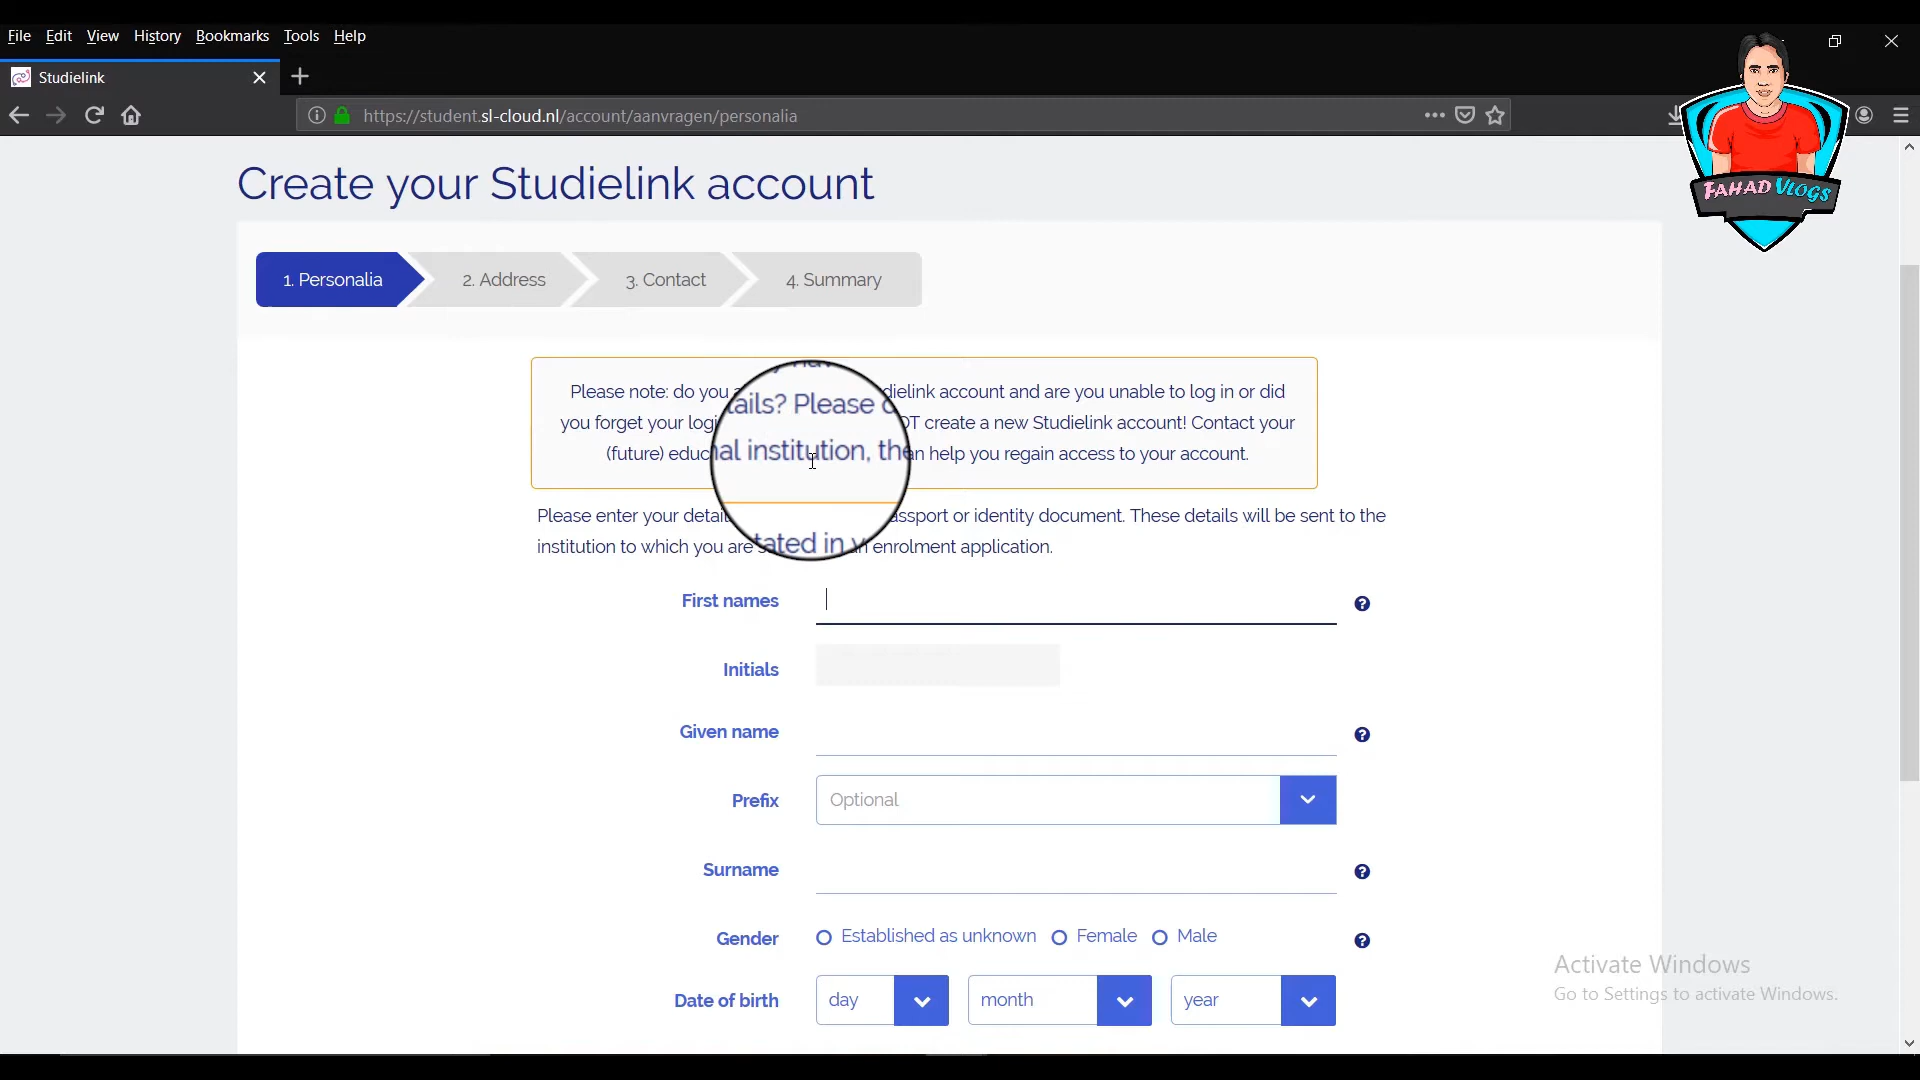 File Edit View History Bookmarks Tools Help
Studielink
https://student.sl-cloud.nl/account/aanvragen/personalia
FAHAD VLOGS
Create your Studielink account
1. Personalia
2. Address
3. Contact
4. Summary
Please note: do you dielink account and are you unable to log in or did
you forget your logi tails? Please OT create a new Studielink account! Contact your
(future) educ nal institution, the an help you regain access to your account.
Please enter your detail tated in assport or identity document. These details will be sent to the
institution to which you are enrolment application.
First names
Initials
Given name
Prefix Optional
Surname
Gender Established as unknown Female Male
Date of birth day month year
Activate Windows
Go to Settings to activate Windows.